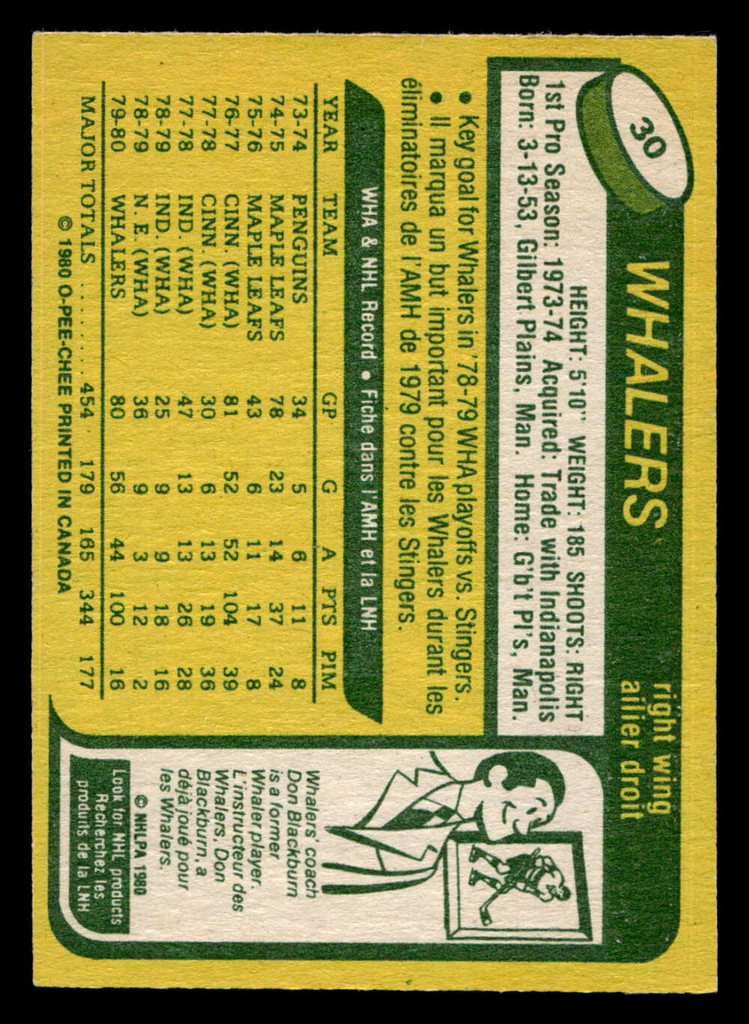 30
WHALERS
right wing
ailier droit
HEIGHT: 5'10" WEIGHT: 185 SHOOTS: RIGHT
1st Pro Season: 1973-74 Acquired: Trade with Indianapolis
Born: 3-13-53, Gilbert Plains, Man. Home: G'b't Pl's, Man.
• Key goal for Whalers in '78-79 WHA playoffs vs. Stingers.
• Il marqua un but important pour les Whalers durant les
éliminatoires de l'AMH de 1979 contre les Stingers.
WHA & NHL Record • Fiche dans l'AMH et la LNH
YEAR TEAM GP G A PTS PIM
73-74 PENGUINS 34 5 6 11 8
74-75 MAPLE LEAFS 78 23 14 37 24
75-76 MAPLE LEAFS 43 6 11 17 8
76-77 CINN. (WHA) 81 52 52 104 39
77-78 CINN. (WHA) 30 6 13 19 36
77-78 IND. (WHA) 47 13 13 26 28
78-79 IND. (WHA) 25 9 9 18 16
78-79 N. E. (WHA) 36 9 3 12 2
79-80 WHALERS 80 56 44 100 16
MAJOR TOTALS ........ 454 179 165 344 177
© 1980 O-PEE-CHEE PRINTED IN CANADA
Whalers' coach
Don Blackburn
is a former
Whaler player.
L'instructeur des
Whalers. Don
Blackburn, a
déjà joué pour
les Whalers.
© NHLPA 1980
Look for NHL products
Recherchez les
produits de la LNH